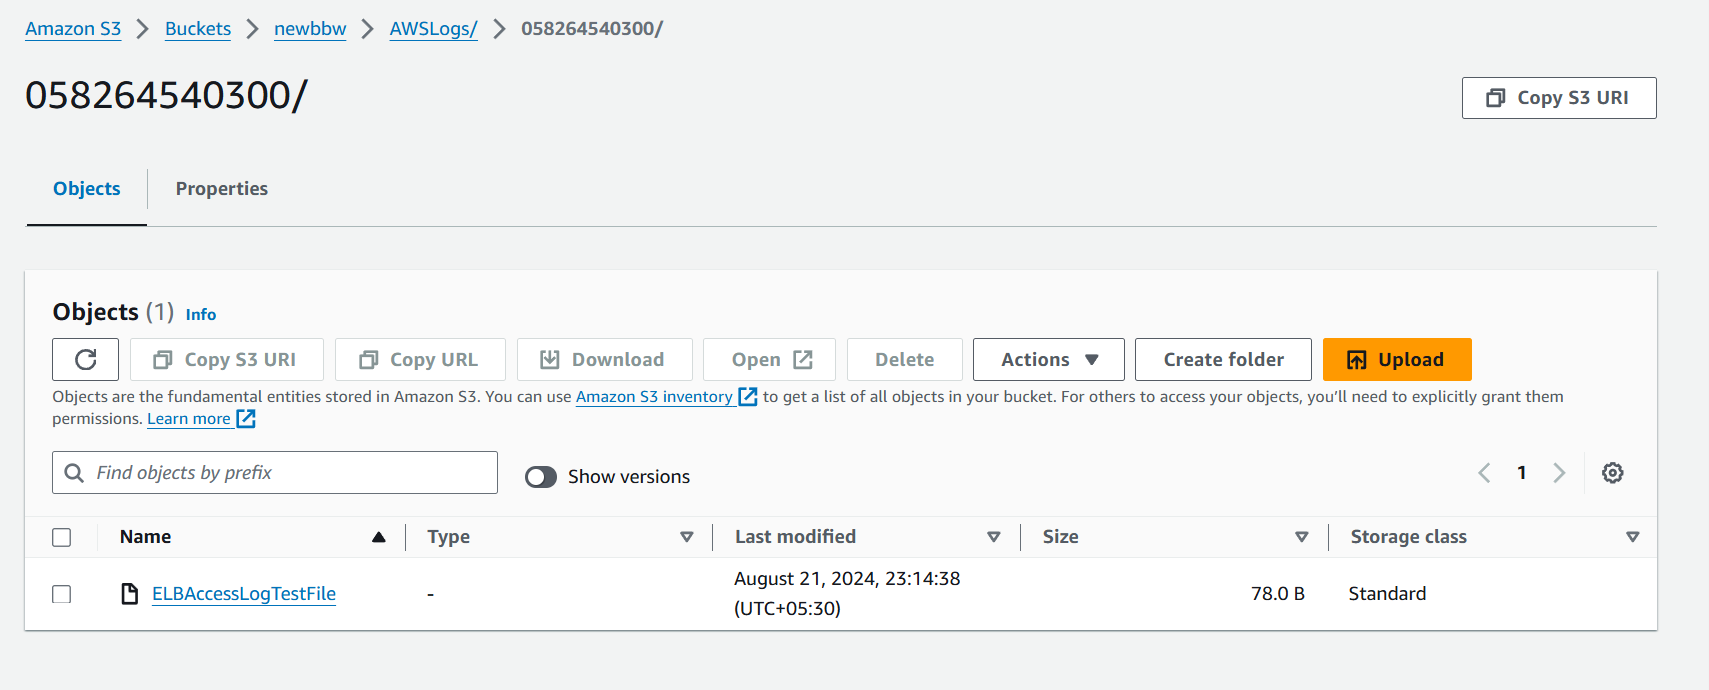 Amazon S3 > Buckets > newbbw > AWSLogs/ > 058264540300/
058264540300/
Copy S3 URI
Objects
Properties
Objects (1) Info
Copy S3 URI
Copy URL
Download
Open
Delete
Actions
Create folder
Upload
Objects are the fundamental entities stored in Amazon S3. You can use Amazon S3 inventory to get a list of all objects in your bucket. For others to access your objects, you’ll need to explicitly grant them
permissions. Learn more
Find objects by prefix
Show versions
1
Name Type Last modified Size Storage class
ELBAccessLogTestFile - August 21, 2024, 23:14:38 78.0 B Standard
(UTC+05:30)